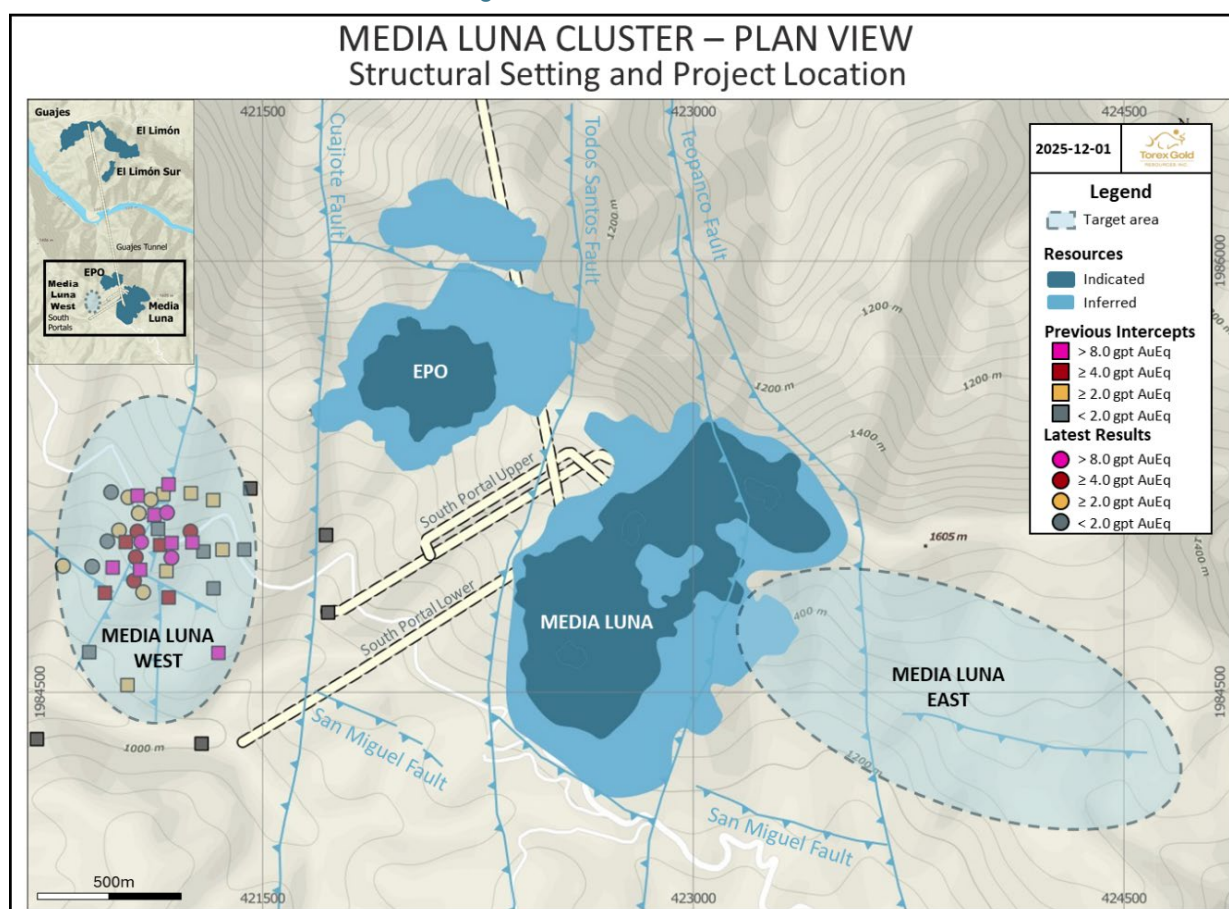 MEDIA LUNA CLUSTER – PLAN VIEW
Structural Setting and Project Location
421500
423000
424500
Guajes
El Limón
El Limón Sur
Guajes Tunnel
EPO
Media
Luna
West
South
Portals
Media
Luna
Cuajiote Fault
Todos Santos Fault
Teopanco Fault
1200 m
2025-12-01
Torex Gold
RESOURCES INC.
Legend
Target area
Resources
Indicated
Inferred
Previous Intercepts
> 8.0 gpt AuEq
≥ 4.0 gpt AuEq
≥ 2.0 gpt AuEq
< 2.0 gpt AuEq
Latest Results
> 8.0 gpt AuEq
≥ 4.0 gpt AuEq
≥ 2.0 gpt AuEq
< 2.0 gpt AuEq
1986000
1200 m
1200 m
1200 m
1400 m
EPO
South Portal Upper
South Portal Lower
1605 m
1400 m
MEDIA LUNA
400 m
MEDIA LUNA
WEST
MEDIA LUNA
EAST
1984500
1984500
1000 m
1200 m
San Miguel Fault
San Miguel Fault
500m
421500
423000
424500